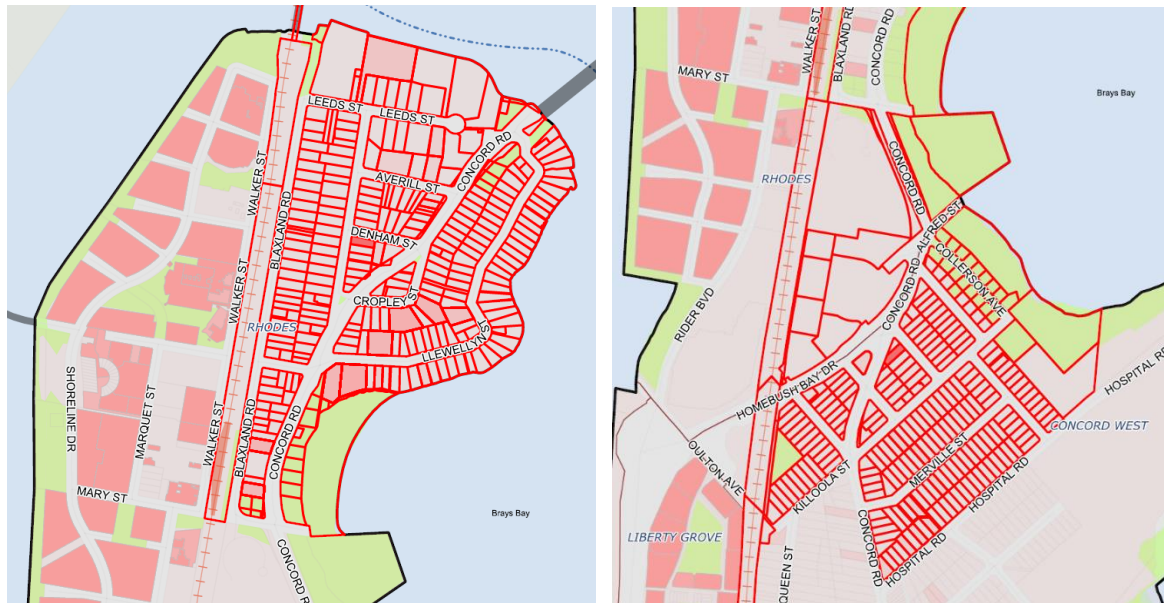 LEEDS ST
LEEDS ST
CONCORD RD
AVERILL ST
WALKER ST
BLAXLAND RD
DENHAM ST
WALKER ST
CROPLEY ST
RHODES
LLEWELLYN ST
SHORELINE DR
MARQUET ST
WALKER ST
BLAXLAND RD
CONCORD RD
MARY ST
Brays Bay
CONCORD R
WALKER ST
BLAXLAND RD
CONCORD RD
MARY ST
Brays Bay
RHODES
CONCORD RD
ALFRED ST
COLLERSON AVE
RIDER BVD
CONCORD RD
HOMEBUSH BAY DR
HOSPITAL RD
CONCORD WEST
OULTON AVE
MERVILLE ST
KILLOOLA ST
HOSPITAL RD
LIBERTY GROVE
QUEEN ST
CONCORD RD
HOSPITAL RD